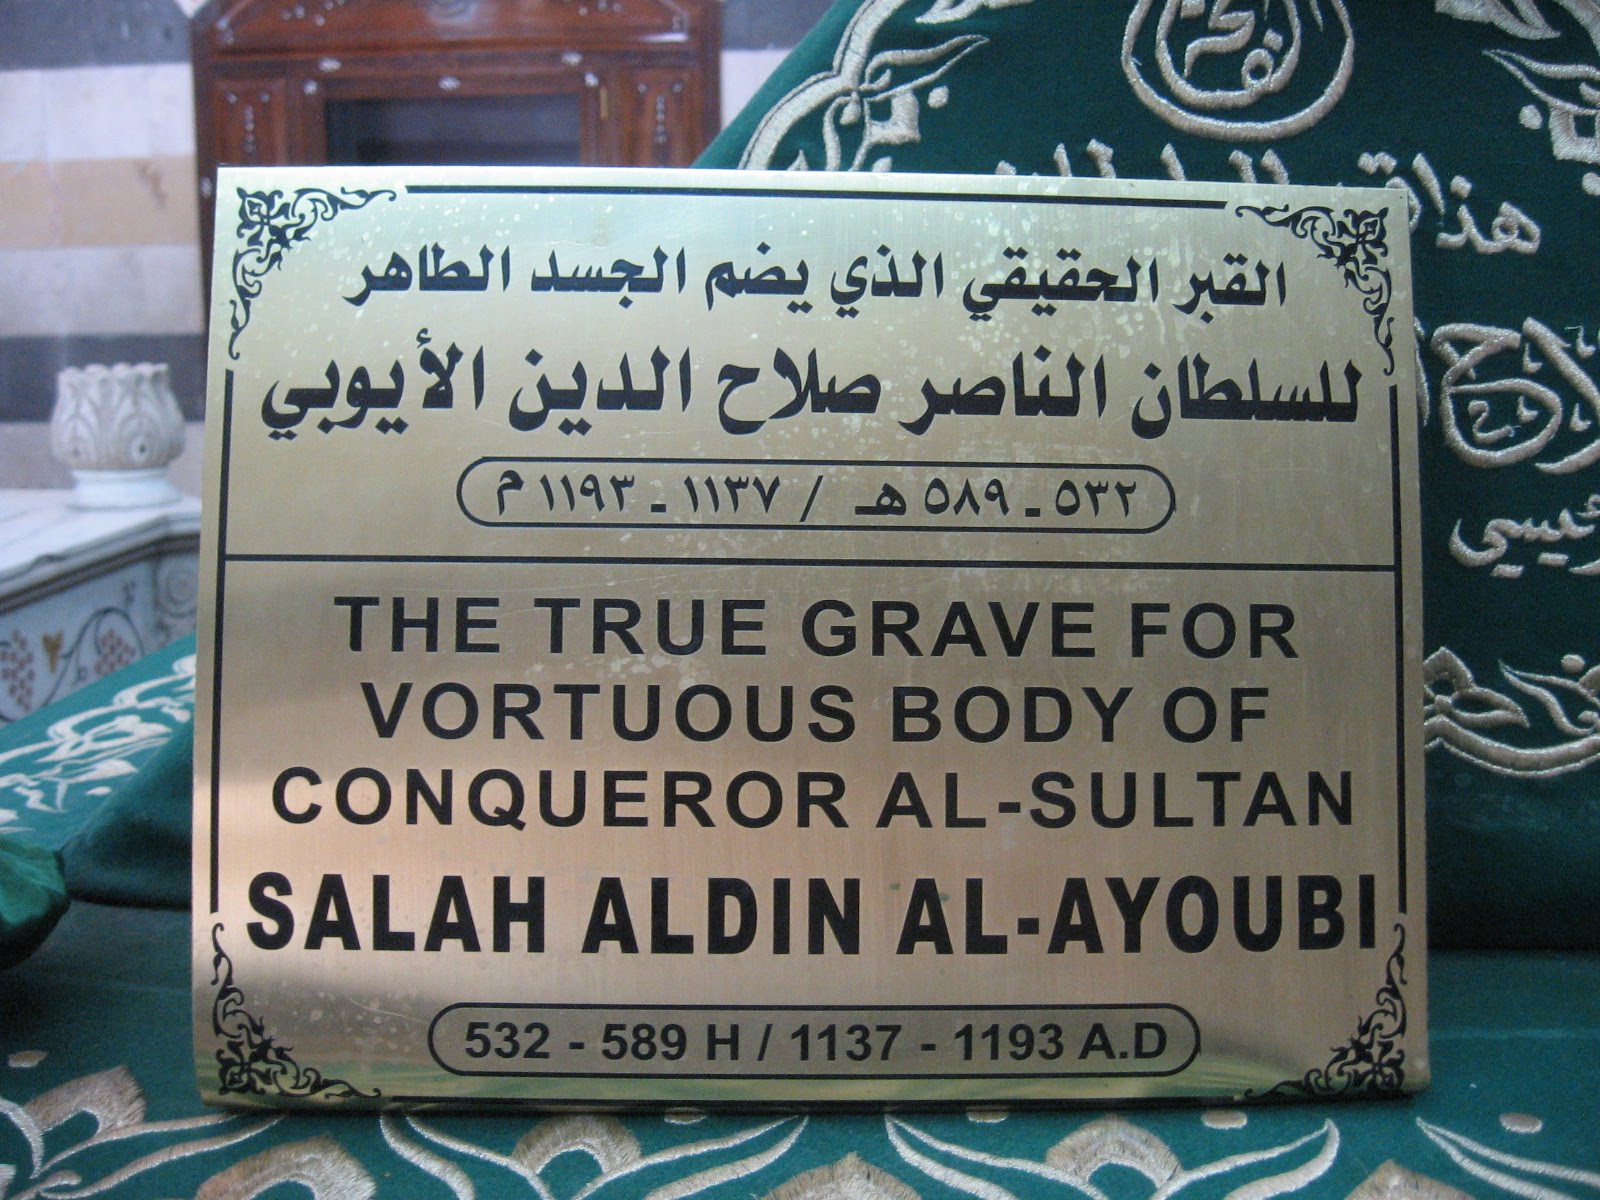 القبر الحقيقي الذي يضم الجسد الطاهر
للسلطان الناصر صلاح الدين الأيوبي
٥٣٢ - ٥٨٩ هـ / ١١٣٧ - ١١٩٣ م
THE TRUE GRAVE FOR
VORTUOUS BODY OF
CONQUEROR AL-SULTAN
SALAH ALDIN AL-AYOUBI
532 - 589 H / 1137 - 1193 A.D